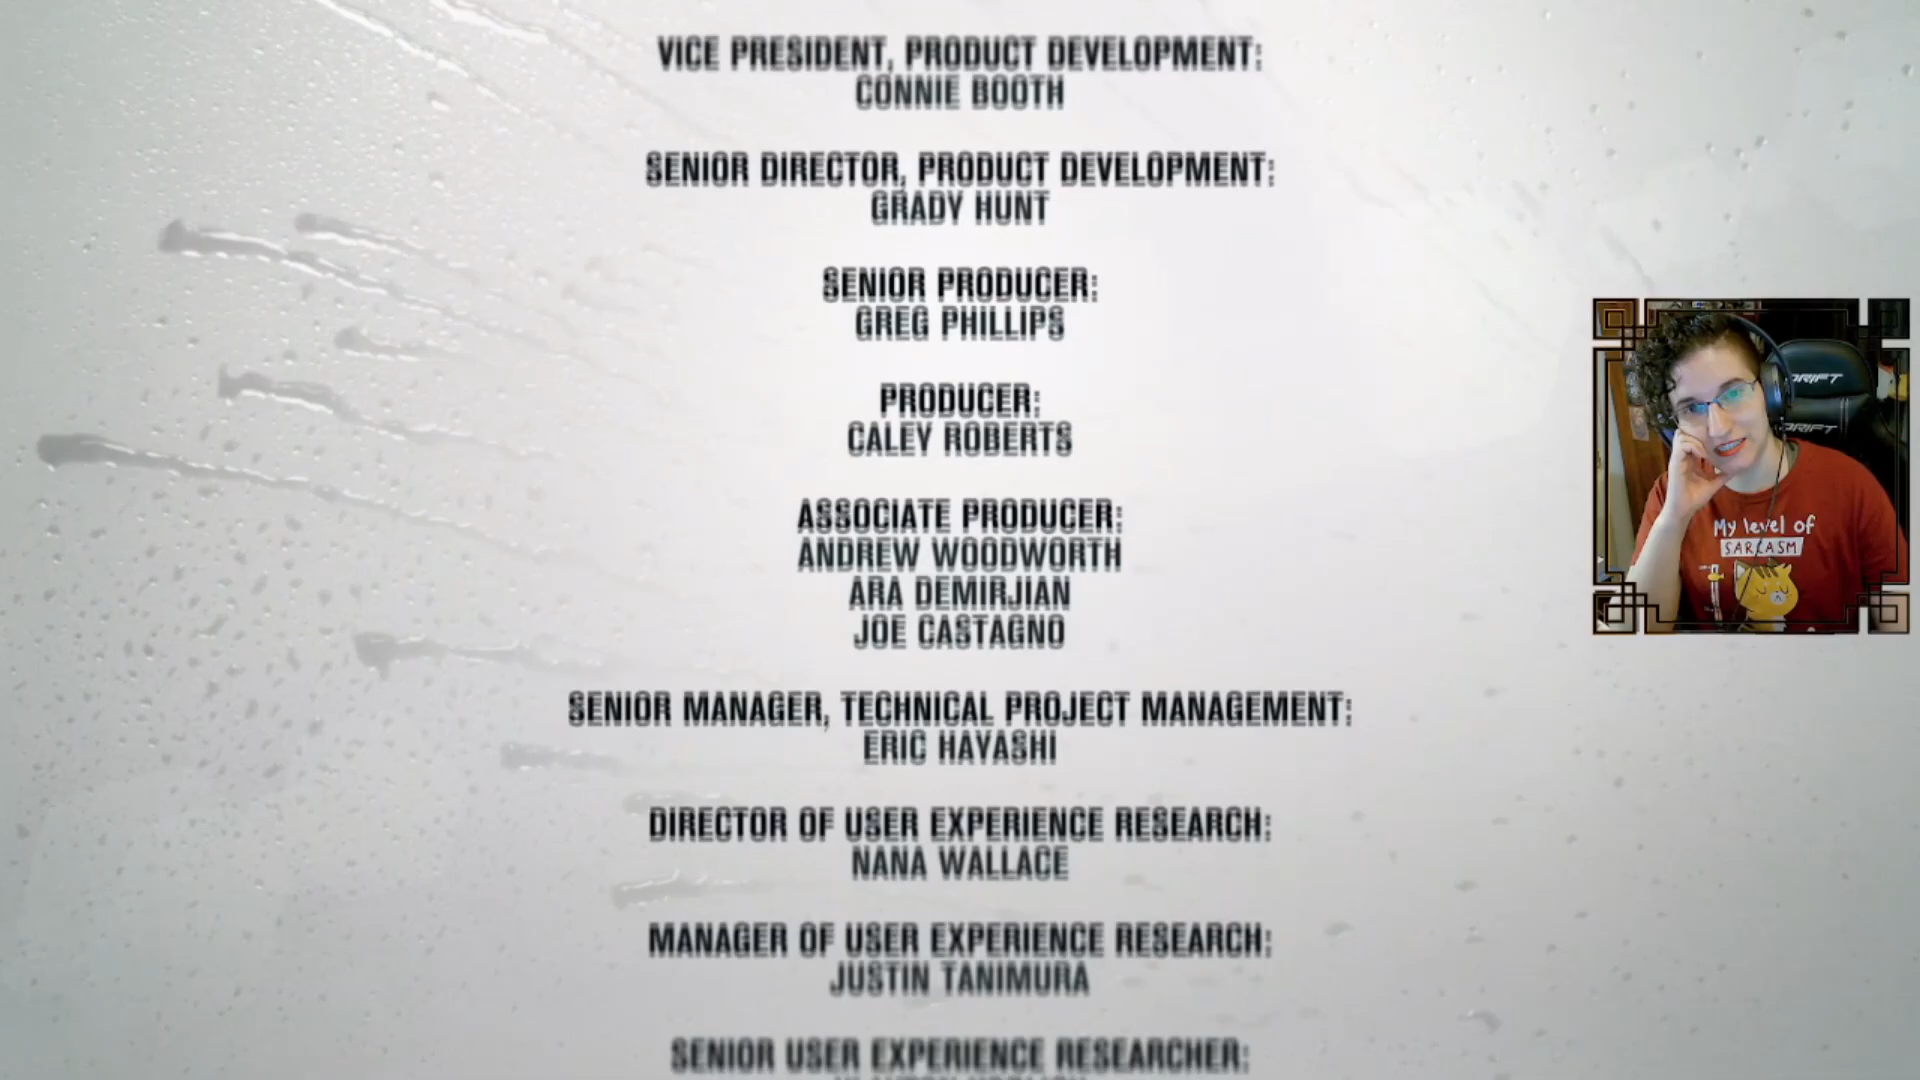 VICE PRESIDENT, PRODUCT DEVELOPMENT:
CONNIE BOOTH
SENIOR DIRECTOR, PRODUCT DEVELOPMENT:
GRADY HUNT
SENIOR PRODUCER:
GREG PHILLIPS
PRODUCER:
CALEY ROBERTS
ASSOCIATE PRODUCER:
ANDREW WOODWORTH
ARA DEMIRJIAN
JOE CASTAGNO
SENIOR MANAGER, TECHNICAL PROJECT MANAGEMENT:
ERIC HAYASHI
DIRECTOR OF USER EXPERIENCE RESEARCH:
NANA WALLACE
MANAGER OF USER EXPERIENCE RESEARCH:
JUSTIN TANIMURA
SENIOR USER EXPERIENCE RESEARCHER:
DRIFT
DRIFT
My level of
SARCASM